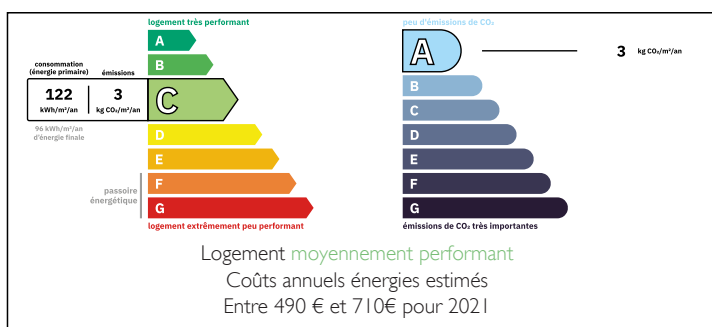 logement très performant
A
B
consommation
(énergie primaire)
émissions
122
kWh/m²/an
3
kg CO₂/m²/an
C
96 kWh/m²/an
d'énergie finale
D
E
passoire
énergétique
F
G
logement extrêmement peu performant
peu d'émissions de CO₂
A
3 kg CO₂/m²/an
B
C
D
E
F
G
émissions de CO₂ très importantes
Logement moyennement performant
Coûts annuels énergies estimés
Entre 490 € et 710€ pour 2021